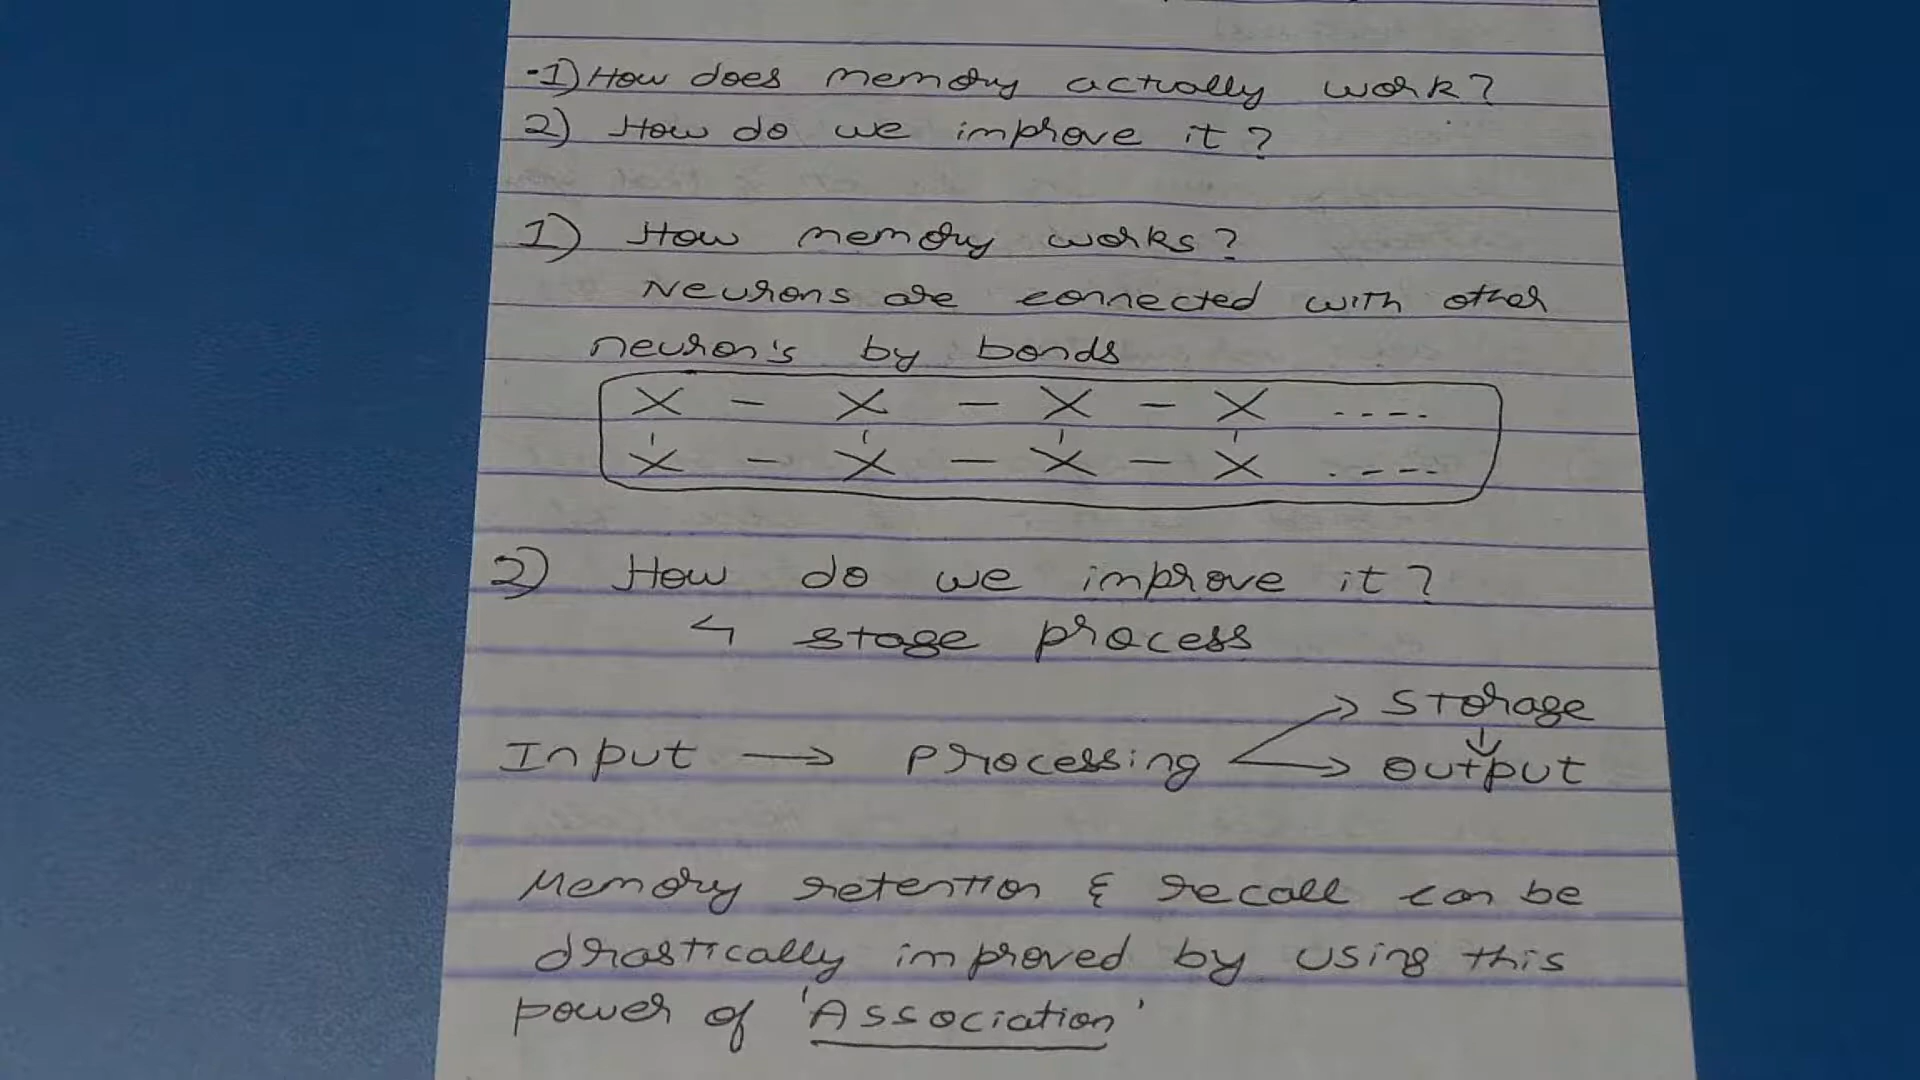 -1) How does memory actually work?
2) How do we improve it?
1) How memory works?
Neurons are connected with other
neuron's by bonds
X - X - X - X ....
X - X - X - X . ---
2) How do we improve it?
4 stage process
Storage
Input → Processing → Output
Memory retention & recall can be
drastically improved by using this
power of 'Association'